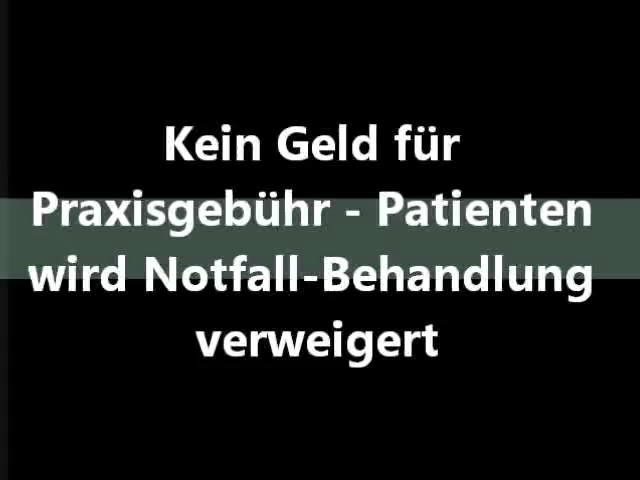 Kein Geld für
Praxisgebühr - Patienten
wird Notfall-Behandlung
verweigert